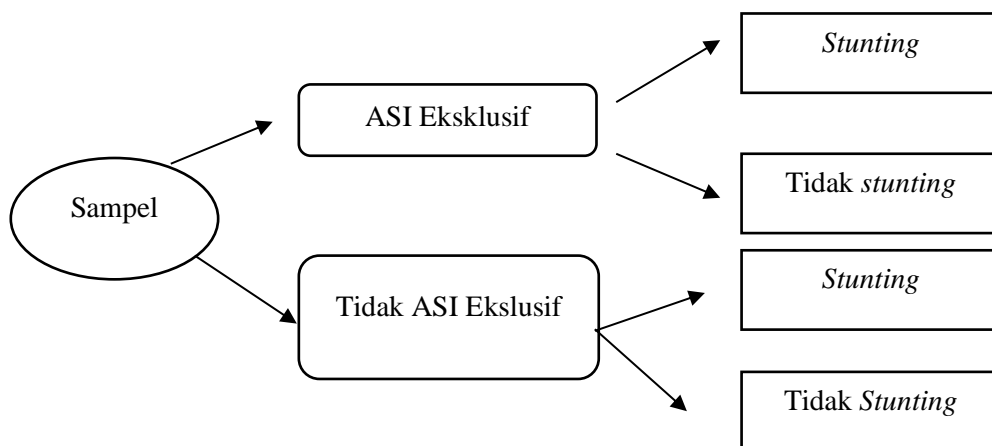 Stunting
ASI Eksklusif
Tidak stunting
Sampel
Stunting
Tidak ASI Ekslusif
Tidak Stunting